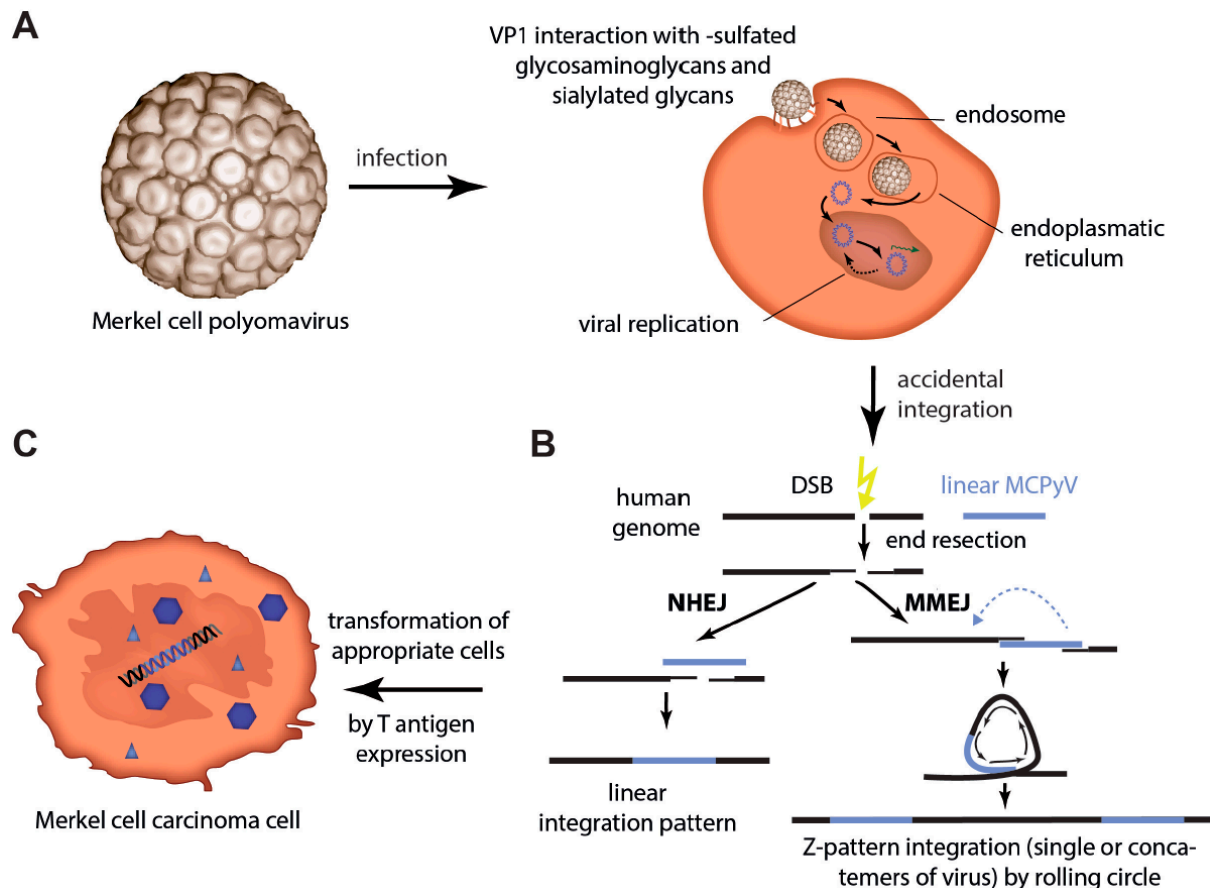 A
VP1 interaction with -sulfated
glycosaminoglycans and
sialylated glycans
endosome
infection
endoplasmatic
reticulum
Merkel cell polyomavirus
viral replication
accidental
integration
B
DSB
linear MCPyV
human
genome
end resection
NHEJ
MMEJ
linear
integration pattern
Z-pattern integration (single or conca-
temers of virus) by rolling circle
C
transformation of
appropriate cells
by T antigen
expression
Merkel cell carcinoma cell